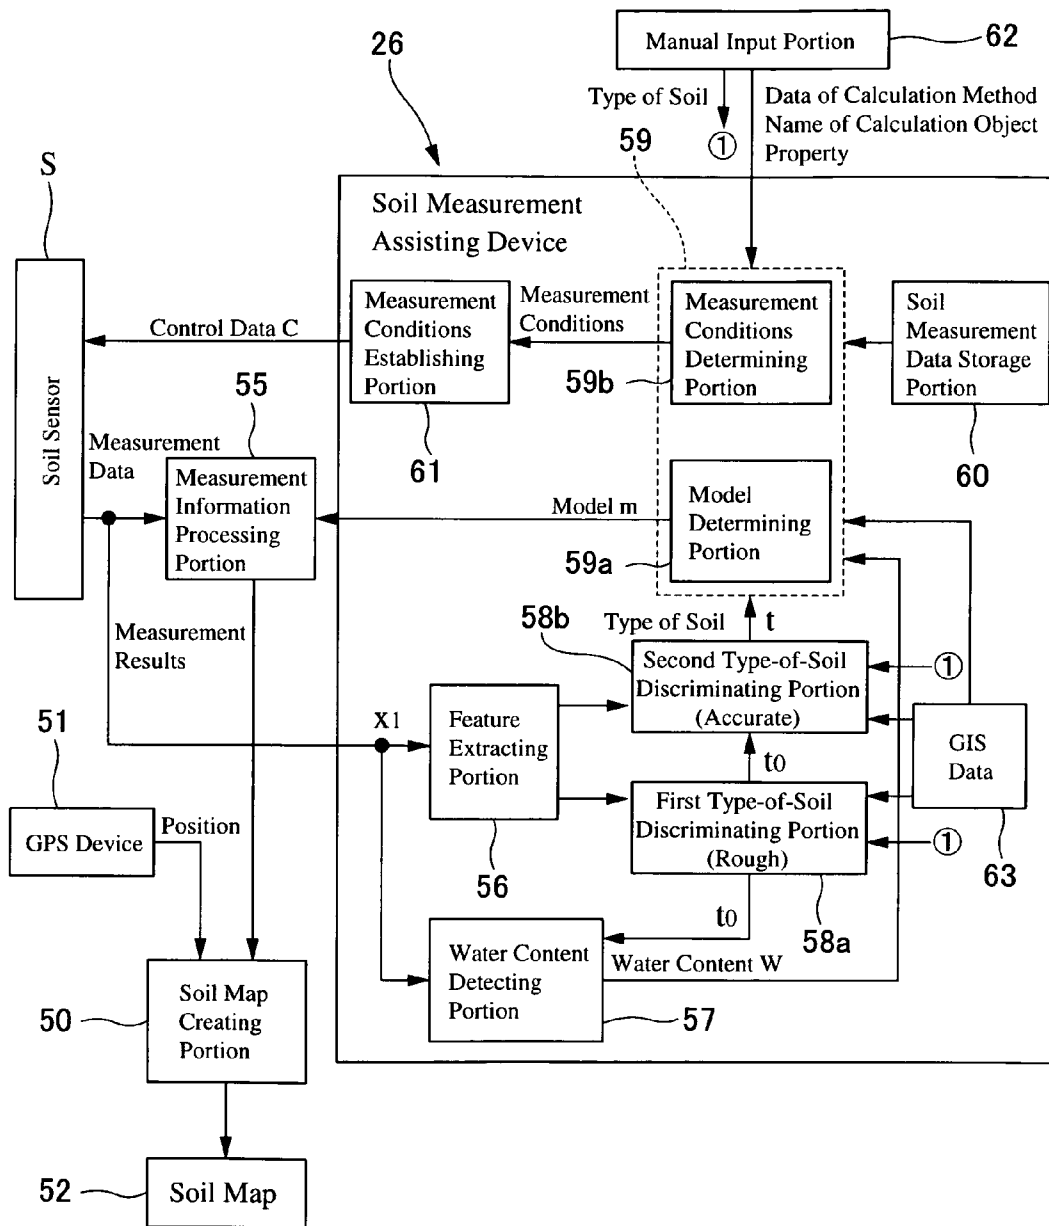 Manual Input Portion
62
26
Type of Soil
①
Data of Calculation Method
Name of Calculation Object
Property
59
S
Soil Measurement
Assisting Device
Soil Sensor
Control Data C
Measurement
Conditions
Establishing
Portion
61
Measurement
Conditions
Measurement
Conditions
Determining
Portion
59b
Soil
Measurement
Data Storage
Portion
60
55
Measurement
Data
Measurement
Information
Processing
Portion
Model m
Model
Determining
Portion
59a
Measurement
Results
58b
Type of Soil
t
Second Type-of-Soil
Discriminating Portion
(Accurate)
①
x1
Feature
Extracting
Portion
56
t0
GIS
Data
63
First Type-of-Soil
Discriminating Portion
(Rough)
①
58a
51
GPS Device
Position
t0
Water Content
Detecting
Portion
57
Water Content W
50
Soil Map
Creating
Portion
52
Soil Map